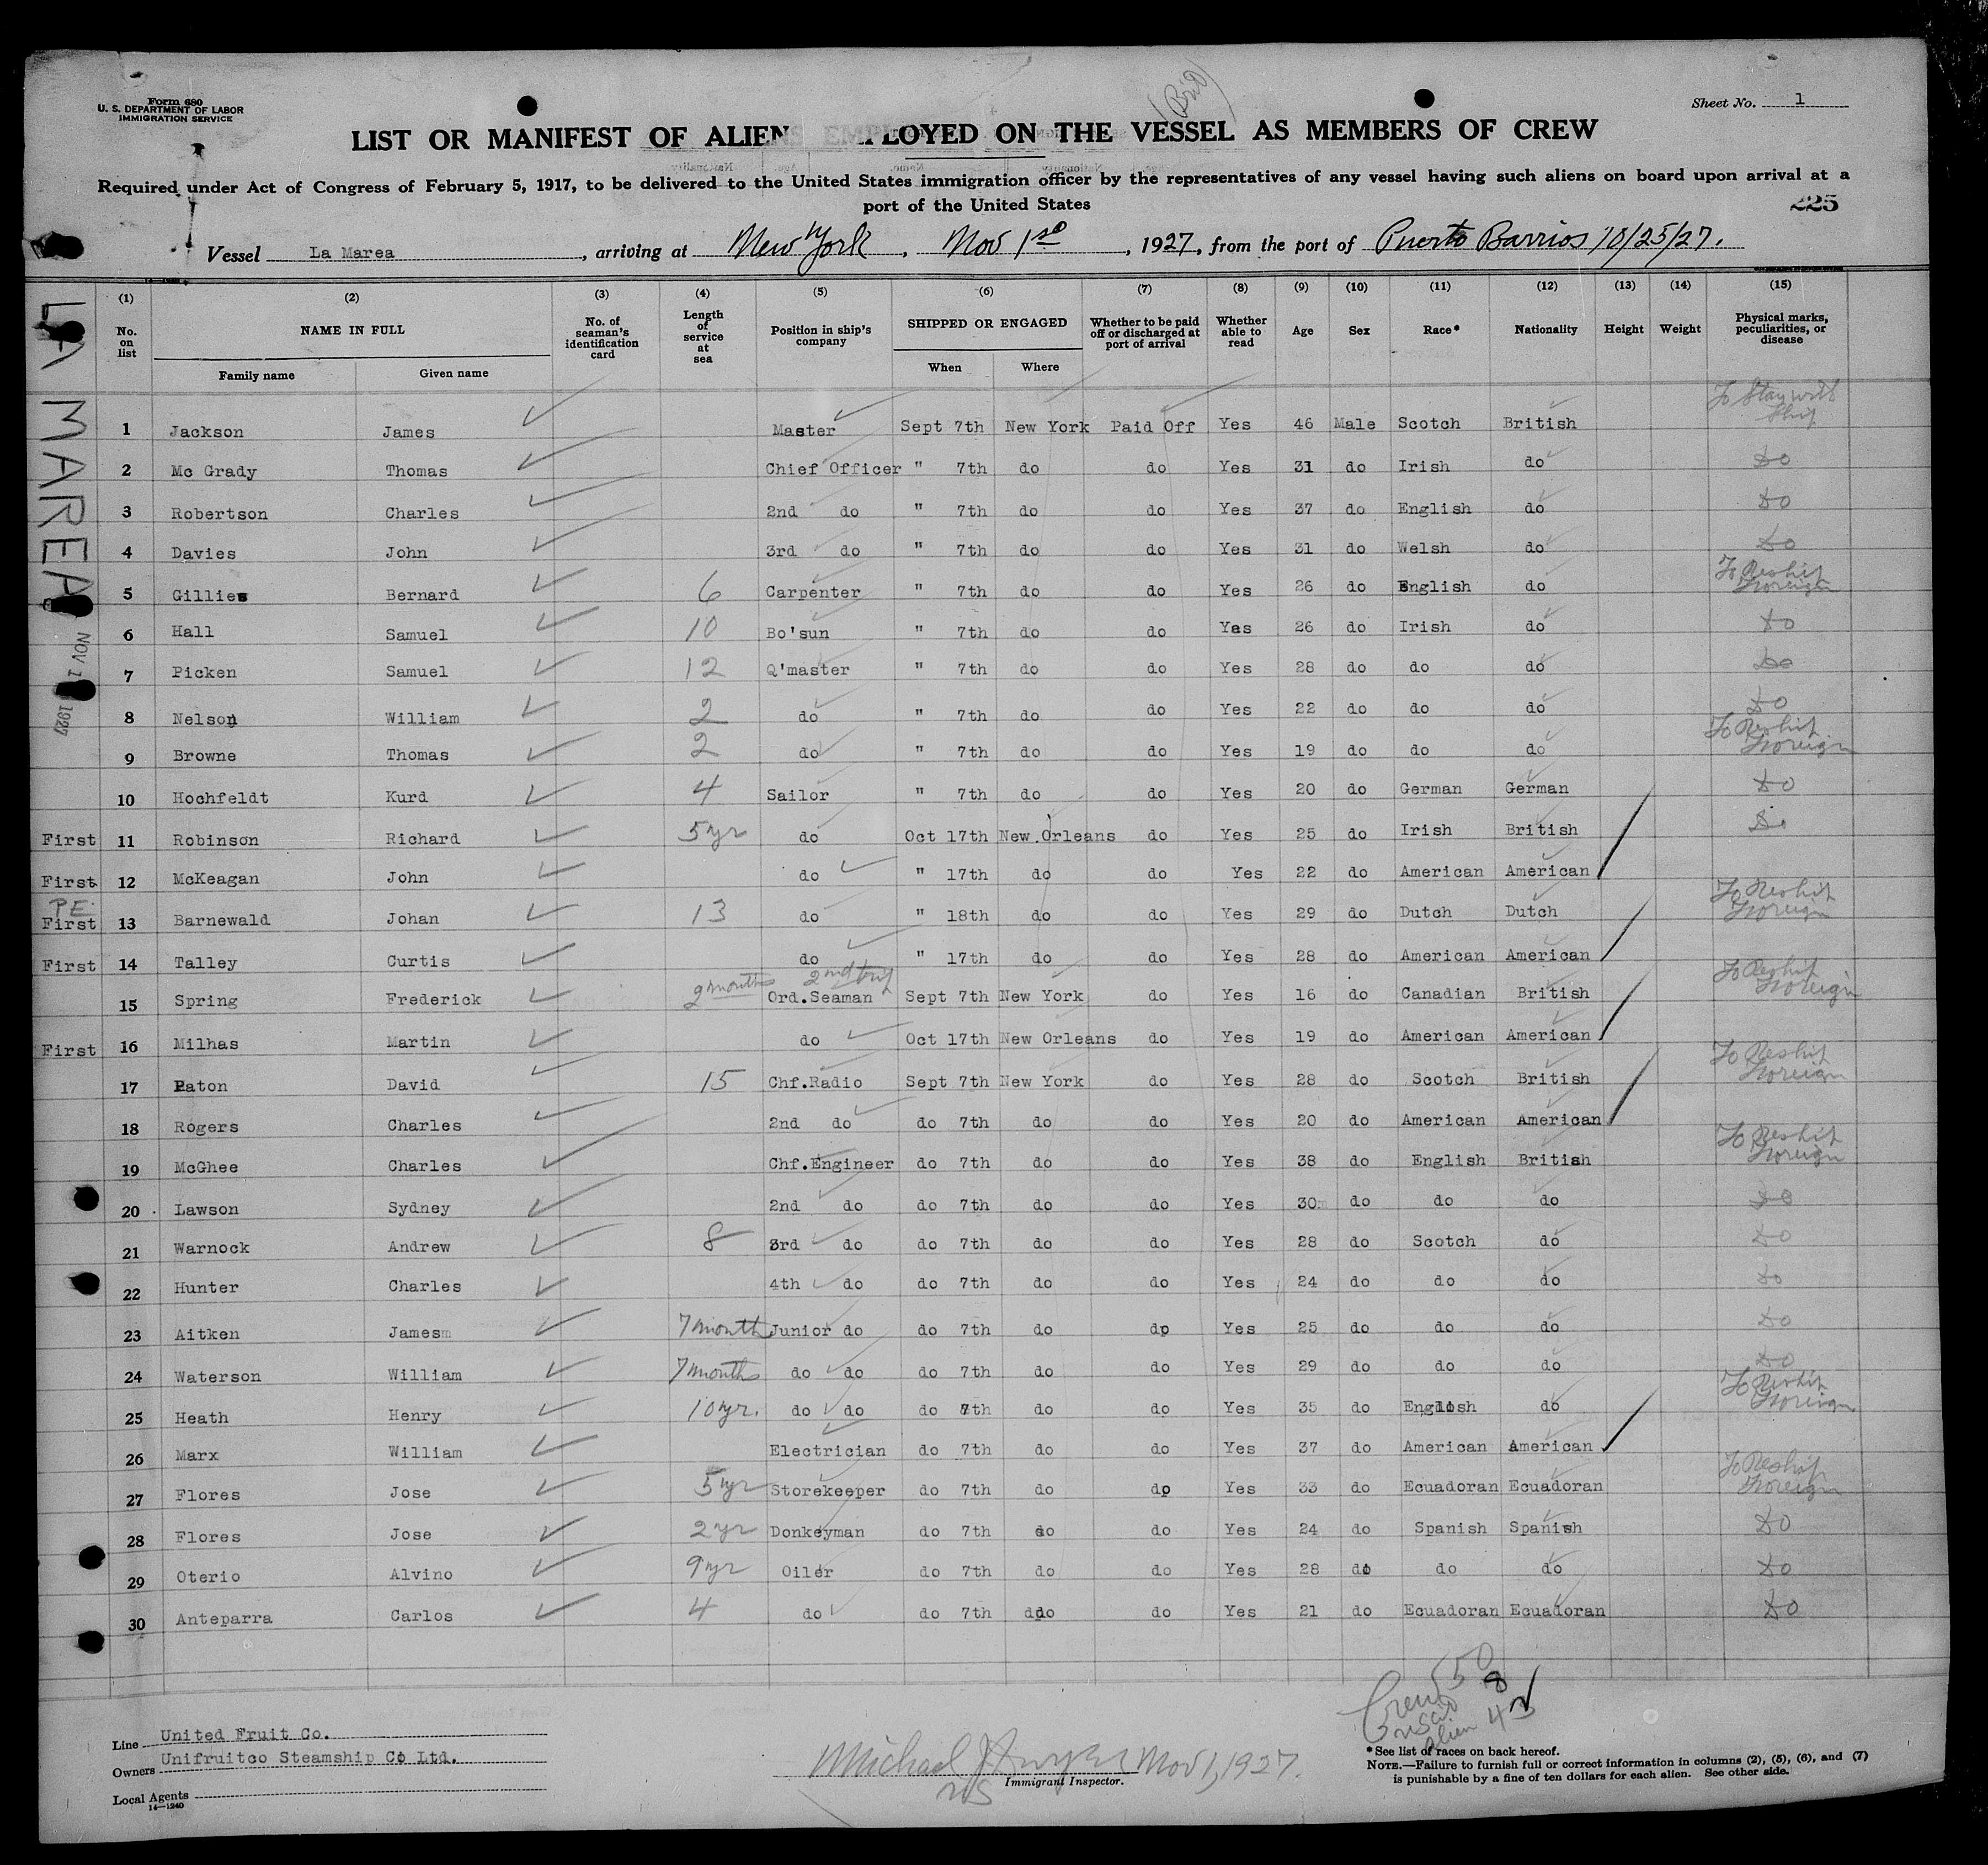 Form 680
U. S. DEPARTMENT OF LABOR
IMMIGRATION SERVICE
(Brit)
Sheet No. 1
LIST OR MANIFEST OF ALIENS EMPLOYED ON THE VESSEL AS MEMBERS OF CREW
Required under Act of Congress of February 5, 1917, to be delivered to the United States immigration officer by the representatives of any vessel having such aliens on board upon arrival at a
port of the United States
225
Vessel La Marea, arriving at New York, Nov 1st, 1927, from the port of Puerto Barrios 10/25/27.
LA MAREA
NOV 1 1927
(1) (2) (3) (4) (5) (6) (7) (8) (9) (10) (11) (12) (13) (14) (15)
No. on list NAME IN FULL Family name Given name No. of seaman's identification card Length of service at sea Position in ship's company SHIPPED OR ENGAGED When Where Whether to be paid off or discharged at port of arrival Whether able to read Age Sex Race* Nationality Height Weight Physical marks, peculiarities, or disease
1 Jackson James Master Sept 7th New York Paid Off Yes 46 Male Scotch British To Stay with Ship
2 Mc Grady Thomas Chief Officer " 7th do do Yes 31 do Irish do Do
3 Robertson Charles 2nd do " 7th do do Yes 37 do English do Do
4 Davies John 3rd do " 7th do do Yes 31 do Welsh do Do
5 Gillies Bernard 6 Carpenter " 7th do do Yes 26 do English do To Reship Foreign
6 Hall Samuel 10 Bo'sun " 7th do do Yes 26 do Irish do Do
7 Picken Samuel 12 Q'master " 7th do do Yes 28 do do do Do
8 Nelson William 2 do " 7th do do Yes 22 do do do Do
9 Browne Thomas 2 do " 7th do do Yes 19 do do do To Reship Foreign
10 Hochfeldt Kurd 4 Sailor " 7th do do Yes 20 do German German Do
First 11 Robinson Richard 5yr do Oct 17th New Orleans do Yes 25 do Irish British Do
First 12 McKeagan John do " 17th do do Yes 22 do American American
P.E. First 13 Barnewald Johan 13 do " 18th do do Yes 29 do Dutch Dutch To Reship Foreign
First 14 Talley Curtis do " 17th do do Yes 28 do American American
15 Spring Frederick 2 months 2nd trip Ord.Seaman Sept 7th New York do Yes 16 do Canadian British To Reship Foreign
First 16 Milhas Martin do Oct 17th New Orleans do Yes 19 do American American
17 Paton David 15 Chf.Radio Sept 7th New York do Yes 28 do Scotch British To Reship Foreign
18 Rogers Charles 2nd do do 7th do do Yes 20 do American American
19 McGhee Charles Chf.Engineer do 7th do do Yes 38 do English British To Reship Foreign
20 Lawson Sydney 2nd do do 7th do do Yes 30 do do do Do
21 Warnock Andrew 8 3rd do do 7th do do Yes 28 do Scotch do Do
22 Hunter Charles 4th do do 7th do do Yes 24 do do do Do
23 Aitken James 7 month Junior do do 7th do do Yes 25 do do do Do
24 Waterson William 7 months do do do 7th do do Yes 29 do do do Do
25 Heath Henry 10 yr. do do do 7th do do Yes 35 do English do To Reship Foreign
26 Marx William Electrician do 7th do do Yes 37 do American American
27 Flores Jose 5 yr Storekeeper do 7th do do Yes 33 do Ecuadoran Ecuadoran To Reship Foreign
28 Flores Jose 2 yr Donkeyman do 7th do do Yes 24 do Spanish Spanish Do
29 Oterio Alvino 9 yr Oiler do 7th do do Yes 28 do do do Do
30 Anteparra Carlos 4 do do 7th do do Yes 21 do Ecuadoran Ecuadoran Do
Crew 50
8
alien 43
Line United Fruit Co.
Owners Unifruitco Steamship Co Ltd.
Local Agents
14—1240
Michael J Dwyer Nov 1, 1927.
Immigrant Inspector.
*See list of races on back hereof.
NOTE.—Failure to furnish full or correct information in columns (2), (5), (6), and (7)
is punishable by a fine of ten dollars for each alien. See other side.